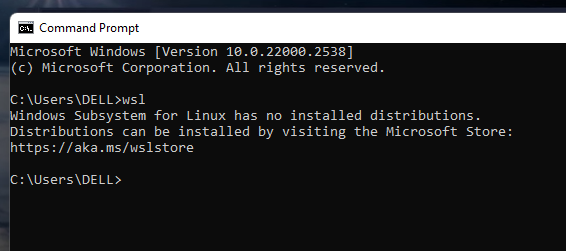 Command Prompt
Microsoft Windows [Version 10.0.22000.2538]
(c) Microsoft Corporation. All rights reserved.
C:\Users\DELL>wsl
Windows Subsystem for Linux has no installed distributions.
Distributions can be installed by visiting the Microsoft Store:
https://aka.ms/wslstore
C:\Users\DELL>